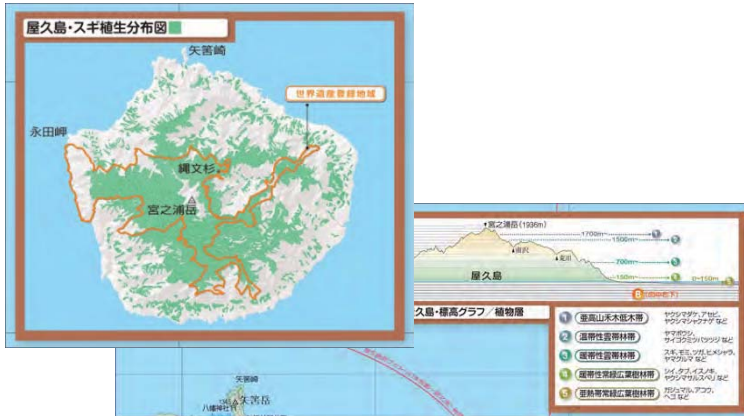 屋久島・スギ植生分布図
矢筈崎
世界遺産登録地域
永田岬
縄文杉
宮之浦岳
宮之浦岳(1936m)
1700m~
1500m~
700m~
150m~
0~150m
屋久島
B
久島・標高グラフ/植物層
1 亜高山禾木低木帯
ヤクシマダケ、アセビ、
ヤクシマシャクナゲ など
2 温帯性雲帯林帯
ヤマボウシ、
サイコクミツバツツジ など
3 暖帯性雲帯林帯
スギ、モミ、ツガ、ヒメシャラ、
ヤマグルマ など
4 暖帯性常緑広葉樹林帯
シイ、タブ、イスノキ、
ヤクシマサルスベリ など
5 亜熱帯常緑広葉樹林帯
ガジュマル、アコウ、
ヘゴ など
矢筈崎
矢筈岳
八幡神社